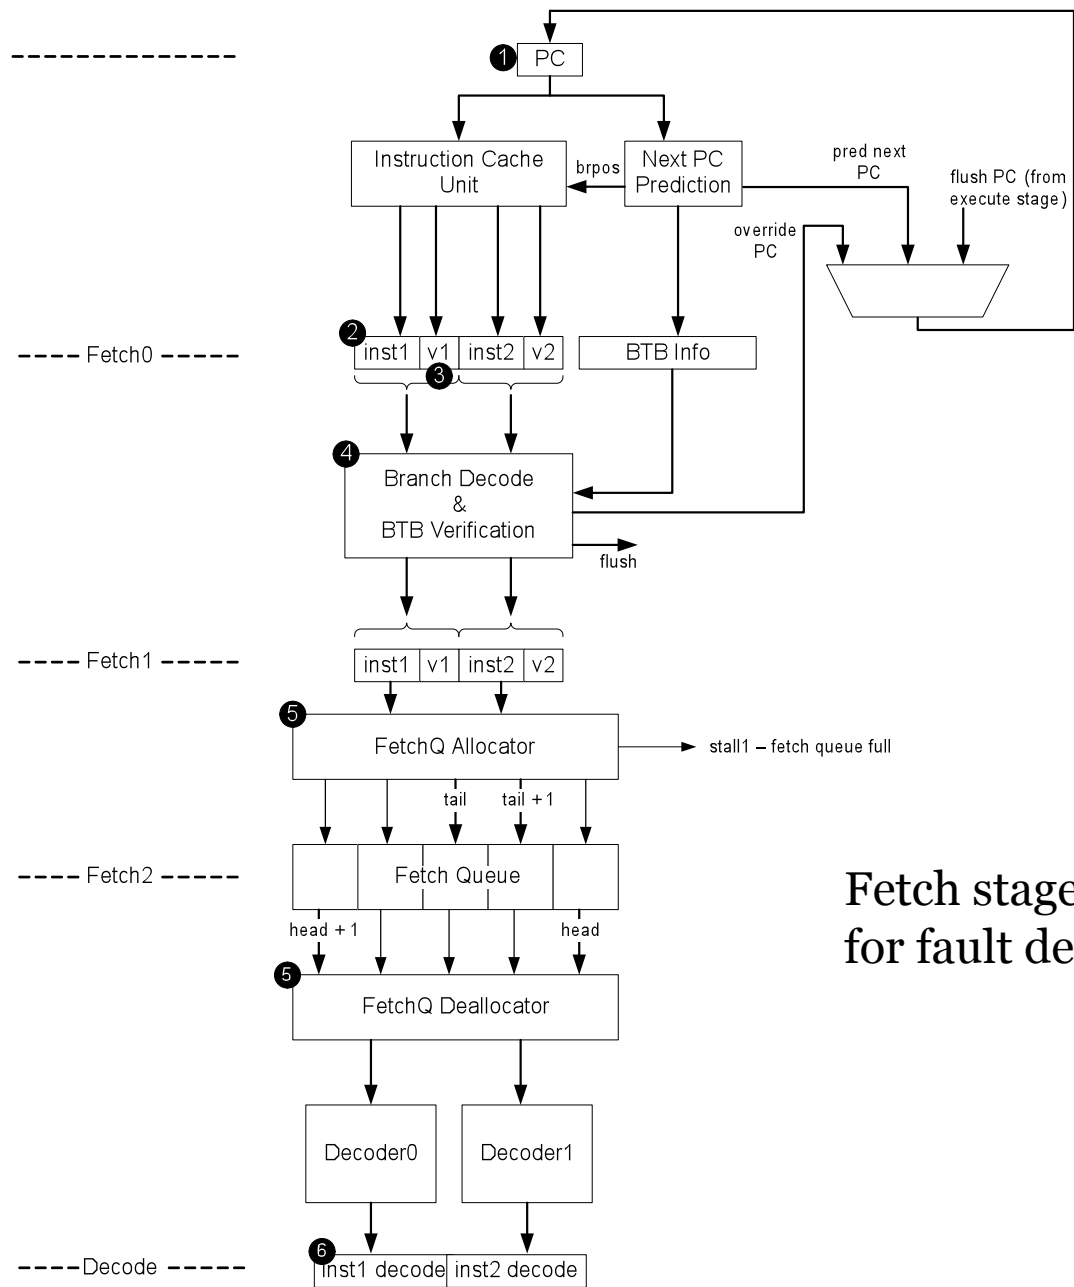 1 PC
Instruction Cache
Unit
brpos
Next PC
Prediction
pred next
PC
flush PC (from
execute stage)
override
PC
----- Fetch0 -----
2 inst1 v1 inst2 v2
BTB Info
3
4
Branch Decode
&
BTB Verification
flush
----- Fetch1 -----
inst1 v1 inst2 v2
5
FetchQ Allocator
stall1 – fetch queue full
tail
tail + 1
----- Fetch2 -----
Fetch Queue
head + 1
head
5
FetchQ Deallocator
Decoder0
Decoder1
6
-----Decode -----
inst1 decode inst2 decode
Fetch stage
for fault de